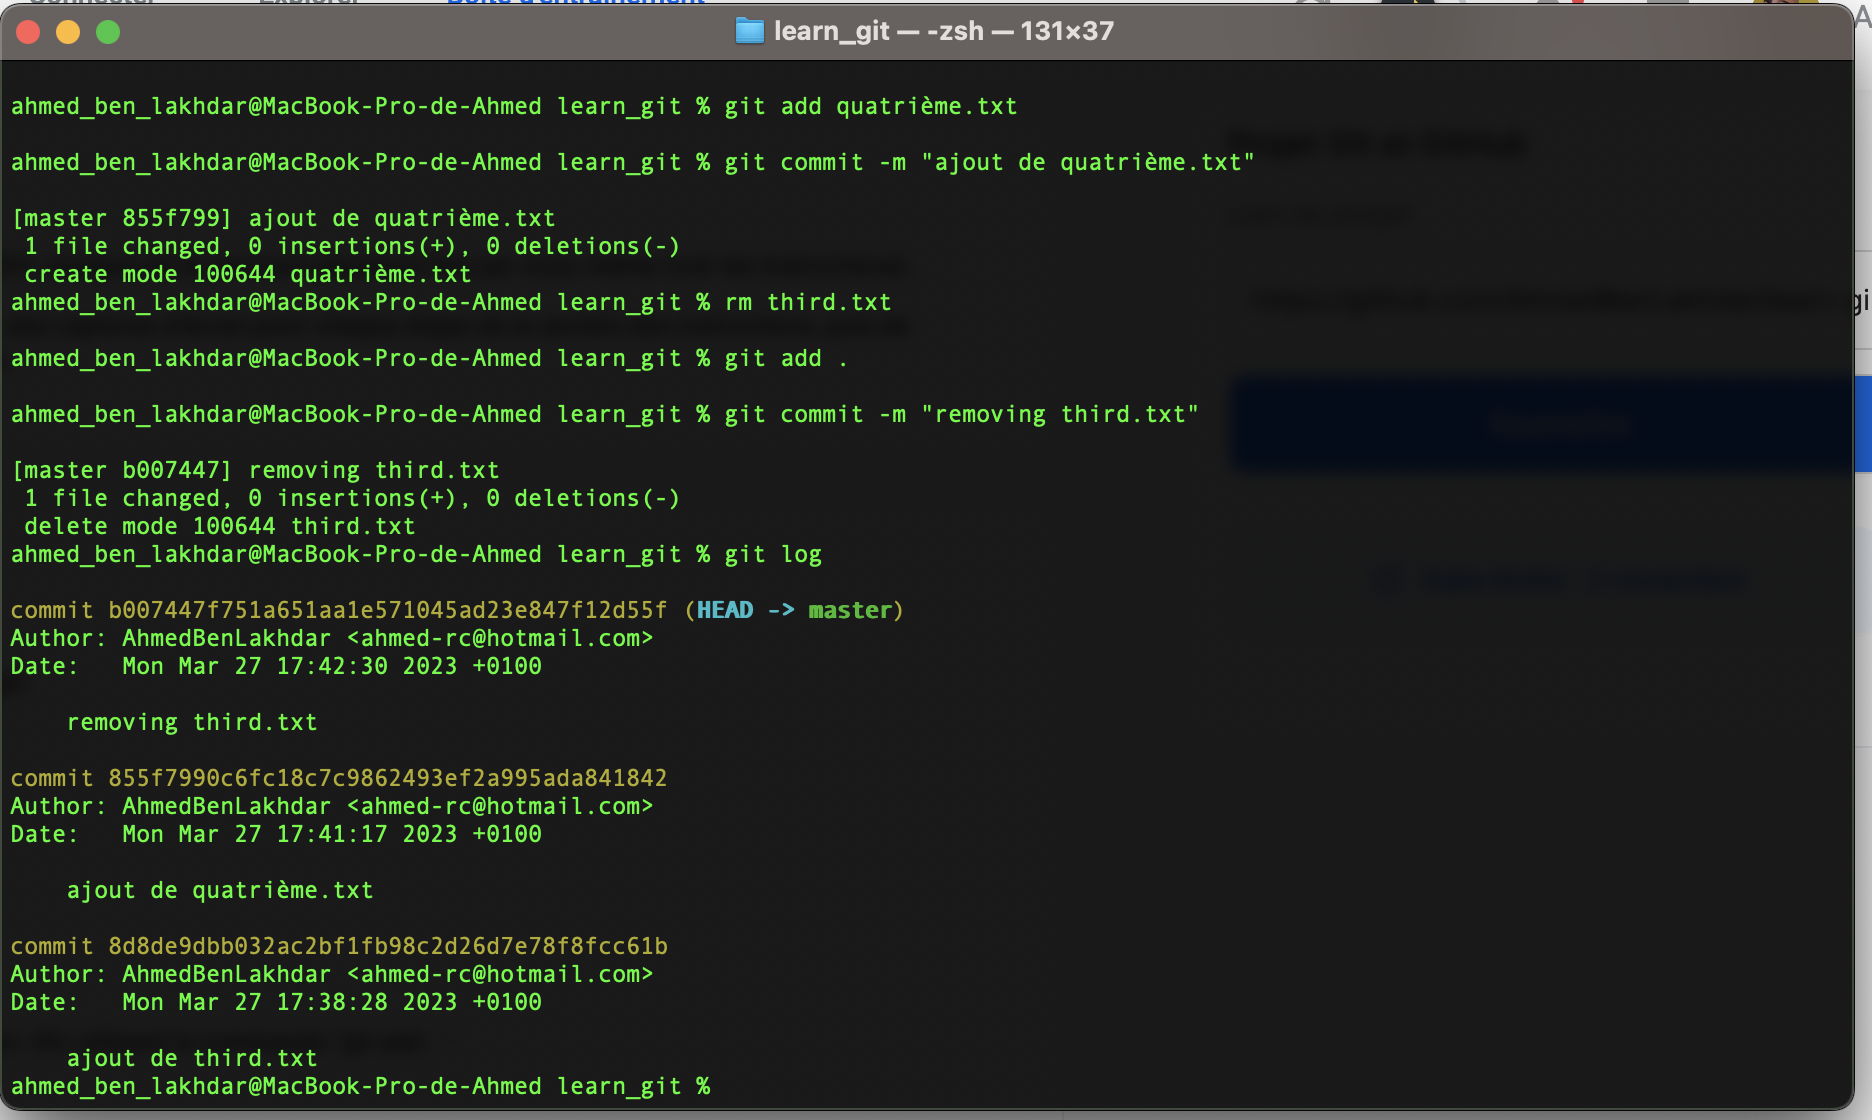 learn_git — -zsh — 131×37
ahmed_ben_lakhdar@MacBook-Pro-de-Ahmed learn_git % git add quatrième.txt
ahmed_ben_lakhdar@MacBook-Pro-de-Ahmed learn_git % git commit -m "ajout de quatrième.txt"
[master 855f799] ajout de quatrième.txt
1 file changed, 0 insertions(+), 0 deletions(-)
create mode 100644 quatrième.txt
ahmed_ben_lakhdar@MacBook-Pro-de-Ahmed learn_git % rm third.txt
ahmed_ben_lakhdar@MacBook-Pro-de-Ahmed learn_git % git add .
ahmed_ben_lakhdar@MacBook-Pro-de-Ahmed learn_git % git commit -m "removing third.txt"
[master b007447] removing third.txt
1 file changed, 0 insertions(+), 0 deletions(-)
delete mode 100644 third.txt
ahmed_ben_lakhdar@MacBook-Pro-de-Ahmed learn_git % git log
commit b007447f751a651aa1e571045ad23e847f12d55f (HEAD -> master)
Author: AhmedBenLakhdar <ahmed-rc@hotmail.com>
Date:   Mon Mar 27 17:42:30 2023 +0100
removing third.txt
commit 855f7990c6fc18c7c9862493ef2a995ada841842
Author: AhmedBenLakhdar <ahmed-rc@hotmail.com>
Date:   Mon Mar 27 17:41:17 2023 +0100
ajout de quatrième.txt
commit 8d8de9dbb032ac2bf1fb98c2d26d7e78f8fcc61b
Author: AhmedBenLakhdar <ahmed-rc@hotmail.com>
Date:   Mon Mar 27 17:38:28 2023 +0100
ajout de third.txt
ahmed_ben_lakhdar@MacBook-Pro-de-Ahmed learn_git %